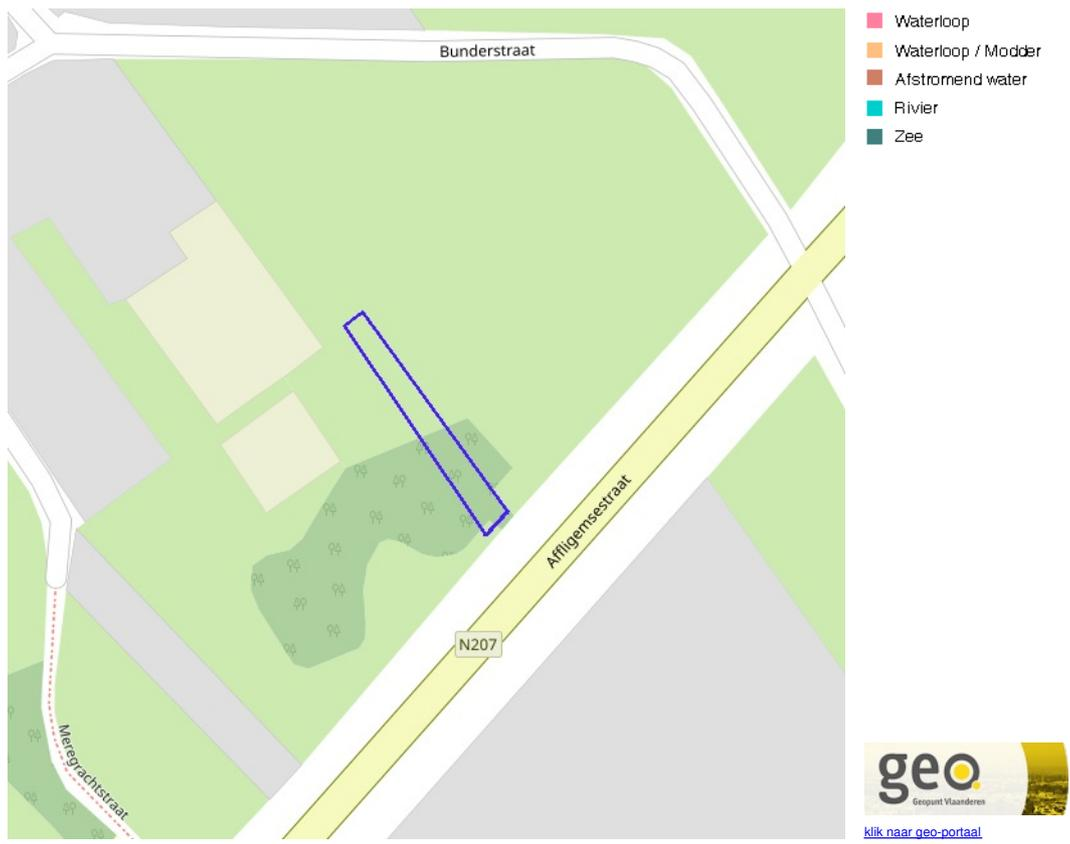 Bunderstraat
Affligemsestraat
N207
Meregrachtstraat
Waterloop
Waterloop / Modder
Afstromend water
Rivier
Zee
geo
Geopunt Vlaanderen
klik naar geo-portaal